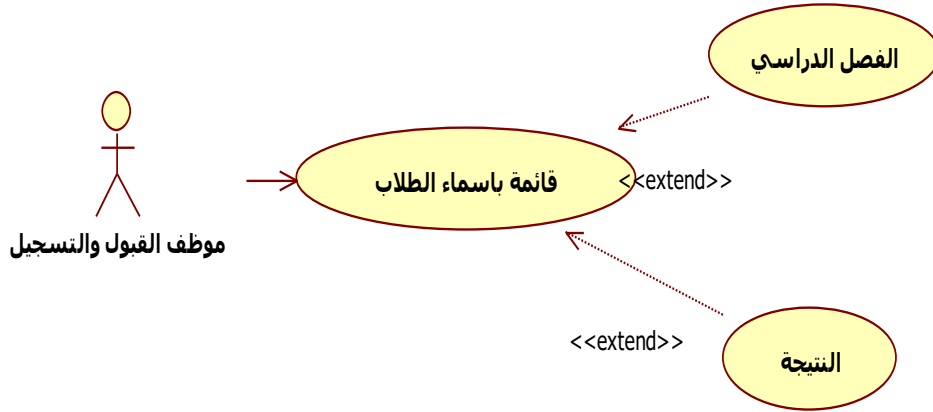 الفصل الدراسي
قائمة باسماء الطلاب
<<extend>>
موظف القبول والتسجيل
<<extend>>
النتيجة